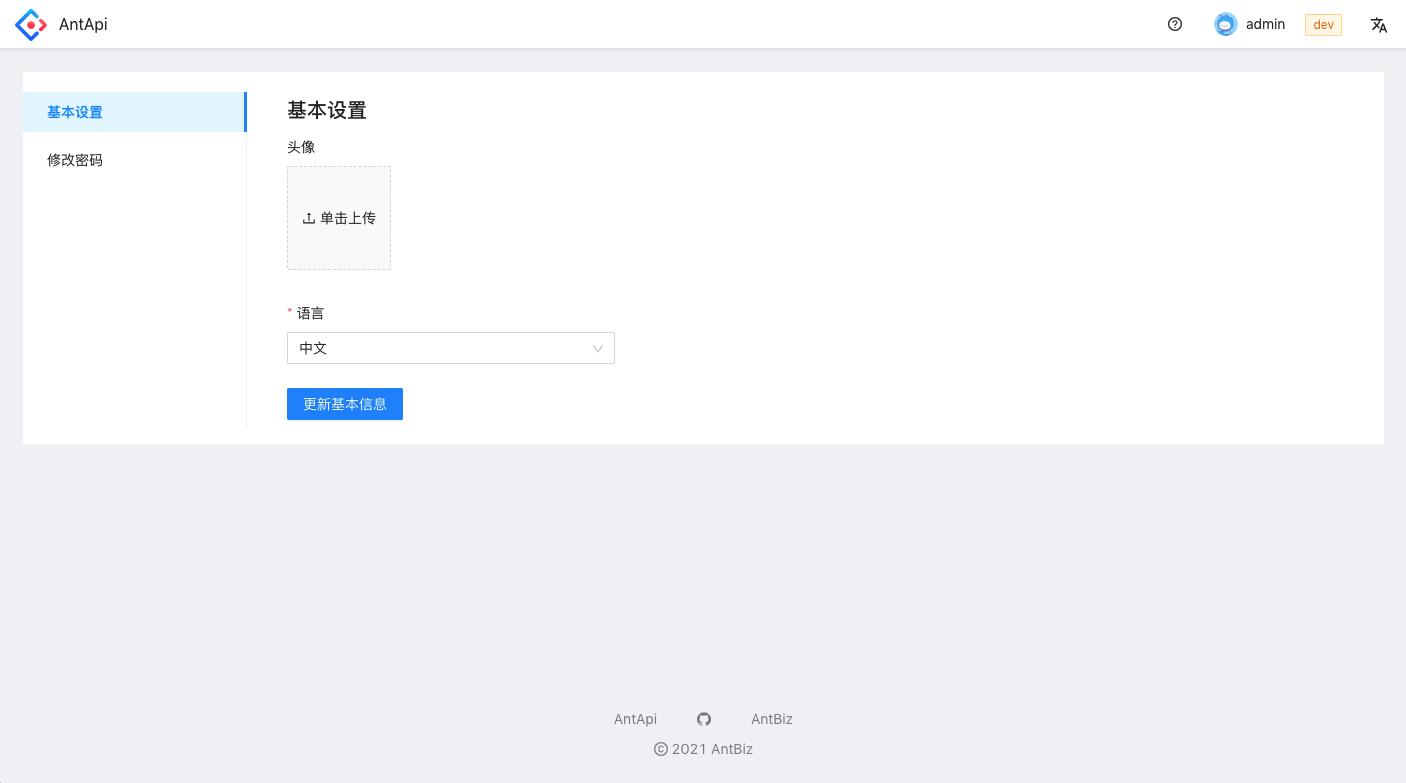 AntApi
admin
dev
基本设置
修改密码
基本设置
头像
单击上传
* 语言
中文
更新基本信息
AntApi
AntBiz
© 2021 AntBiz